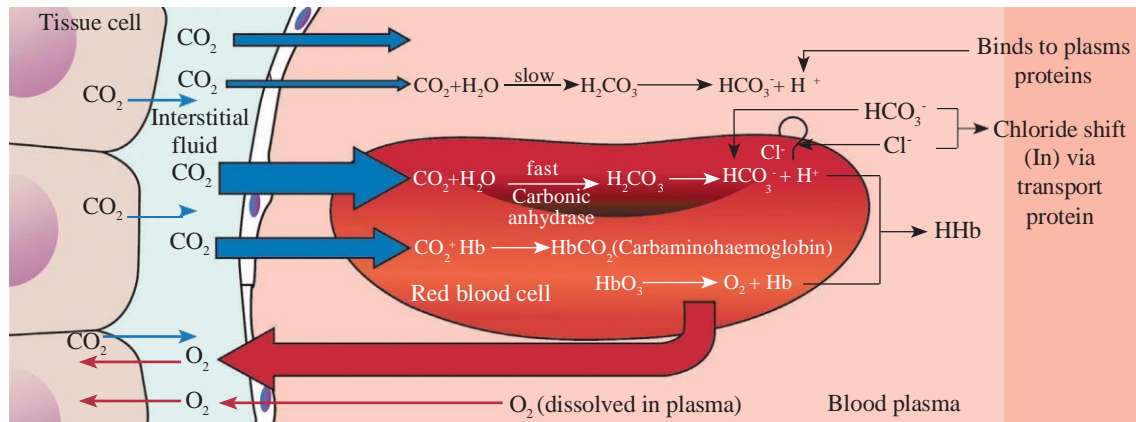 Tissue cell
CO₂
CO₂
CO₂
Interstitial
fluid
CO₂
CO₂
CO₂
CO₂
O₂
O₂
CO₂+H₂O slow H₂CO₃ HCO₃⁻ + H⁺
Binds to plasms
proteins
HCO₃⁻
Cl⁻
Chloride shift
(In) via
transport
protein
Cl⁻
CO₂+H₂O fast H₂CO₃ HCO₃⁻ + H⁺
Carbonic
anhydrase
HHb
CO₂⁺Hb HbCO₂(Carbaminohaemoglobin)
HbO₃ O₂ + Hb
Red blood cell
O₂ (dissolved in plasma)
Blood plasma